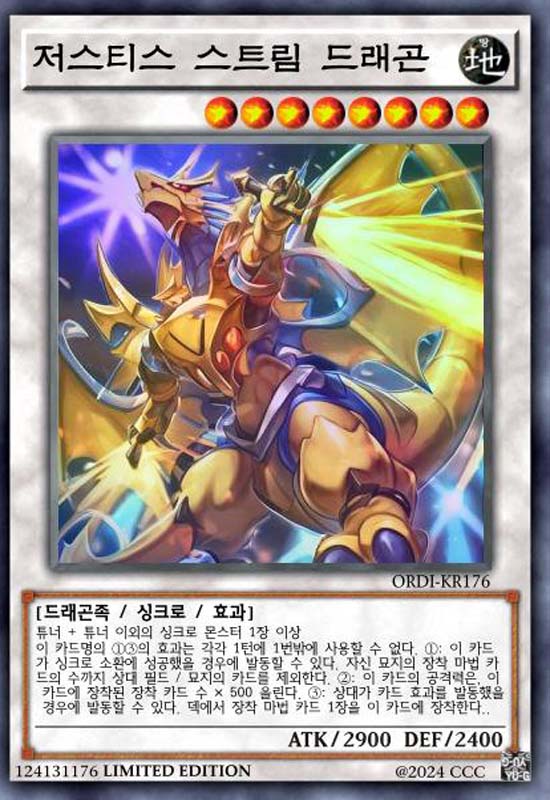 저스티스 스트림 드래곤
땅
地
ORDI-KR176
[드래곤족 / 싱크로 / 효과]
튜너 + 튜너 이외의 싱크로 몬스터 1장 이상
이 카드명의 ①③의 효과는 각각 1턴에 1번밖에 사용할 수 없다. ①: 이 카드
가 싱크로 소환에 성공했을 경우에 발동할 수 있다. 자신 묘지의 장착 마법 카
드의 수까지 상대 필드 / 묘지의 카드를 제외한다. ②: 이 카드의 공격력은, 이
카드에 장착된 장착 카드 수 × 500 올린다. ③: 상대가 카드 효과를 발동했을
경우에 발동할 수 있다. 덱에서 장착 마법 카드 1장을 이 카드에 장착한다..
ATK/2900 DEF/2400
124131176 LIMITED EDITION
@2024 CCC